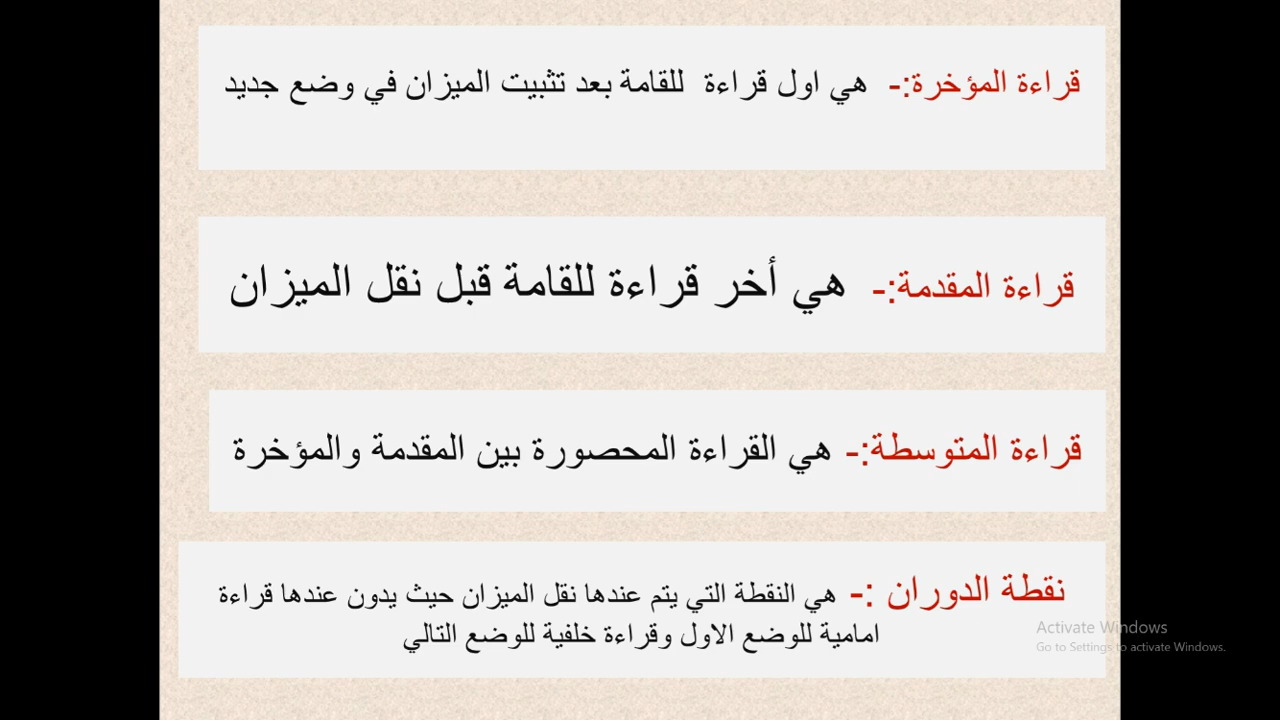 قراءة المؤخرة:- هي اول قراءة للقامة بعد تثبيت الميزان في وضع جديد
قراءة المقدمة:- هي أخر قراءة للقامة قبل نقل الميزان
قراءة المتوسطة:- هي القراءة المحصورة بين المقدمة والمؤخرة
نقطة الدوران :- هي النقطة التي يتم عندها نقل الميزان حيث يدون عندها قراءة
امامية للوضع الاول وقراءة خلفية للوضع التالي
Activate Windows
Go to Settings to activate Windows.